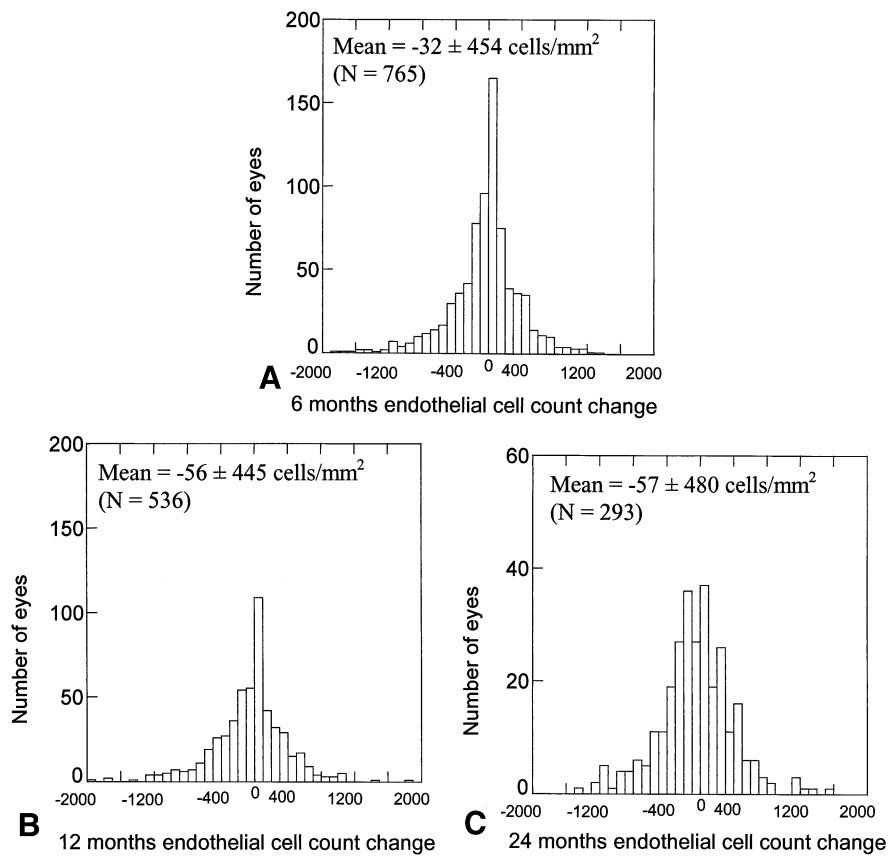 200
Mean = -32 ± 454 cells/mm²
(N = 765)
150
100
50
0
Number of eyes
-2000 -1200 -400 0 400 1200 2000
A
6 months endothelial cell count change
200
Mean = -56 ± 445 cells/mm²
(N = 536)
150
100
50
0
Number of eyes
-2000 -1200 -400 0 400 1200 2000
B
12 months endothelial cell count change
60
Mean = -57 ± 480 cells/mm²
(N = 293)
40
20
0
Number of eyes
-2000 -1200 -400 0 400 1200 2000
C
24 months endothelial cell count change